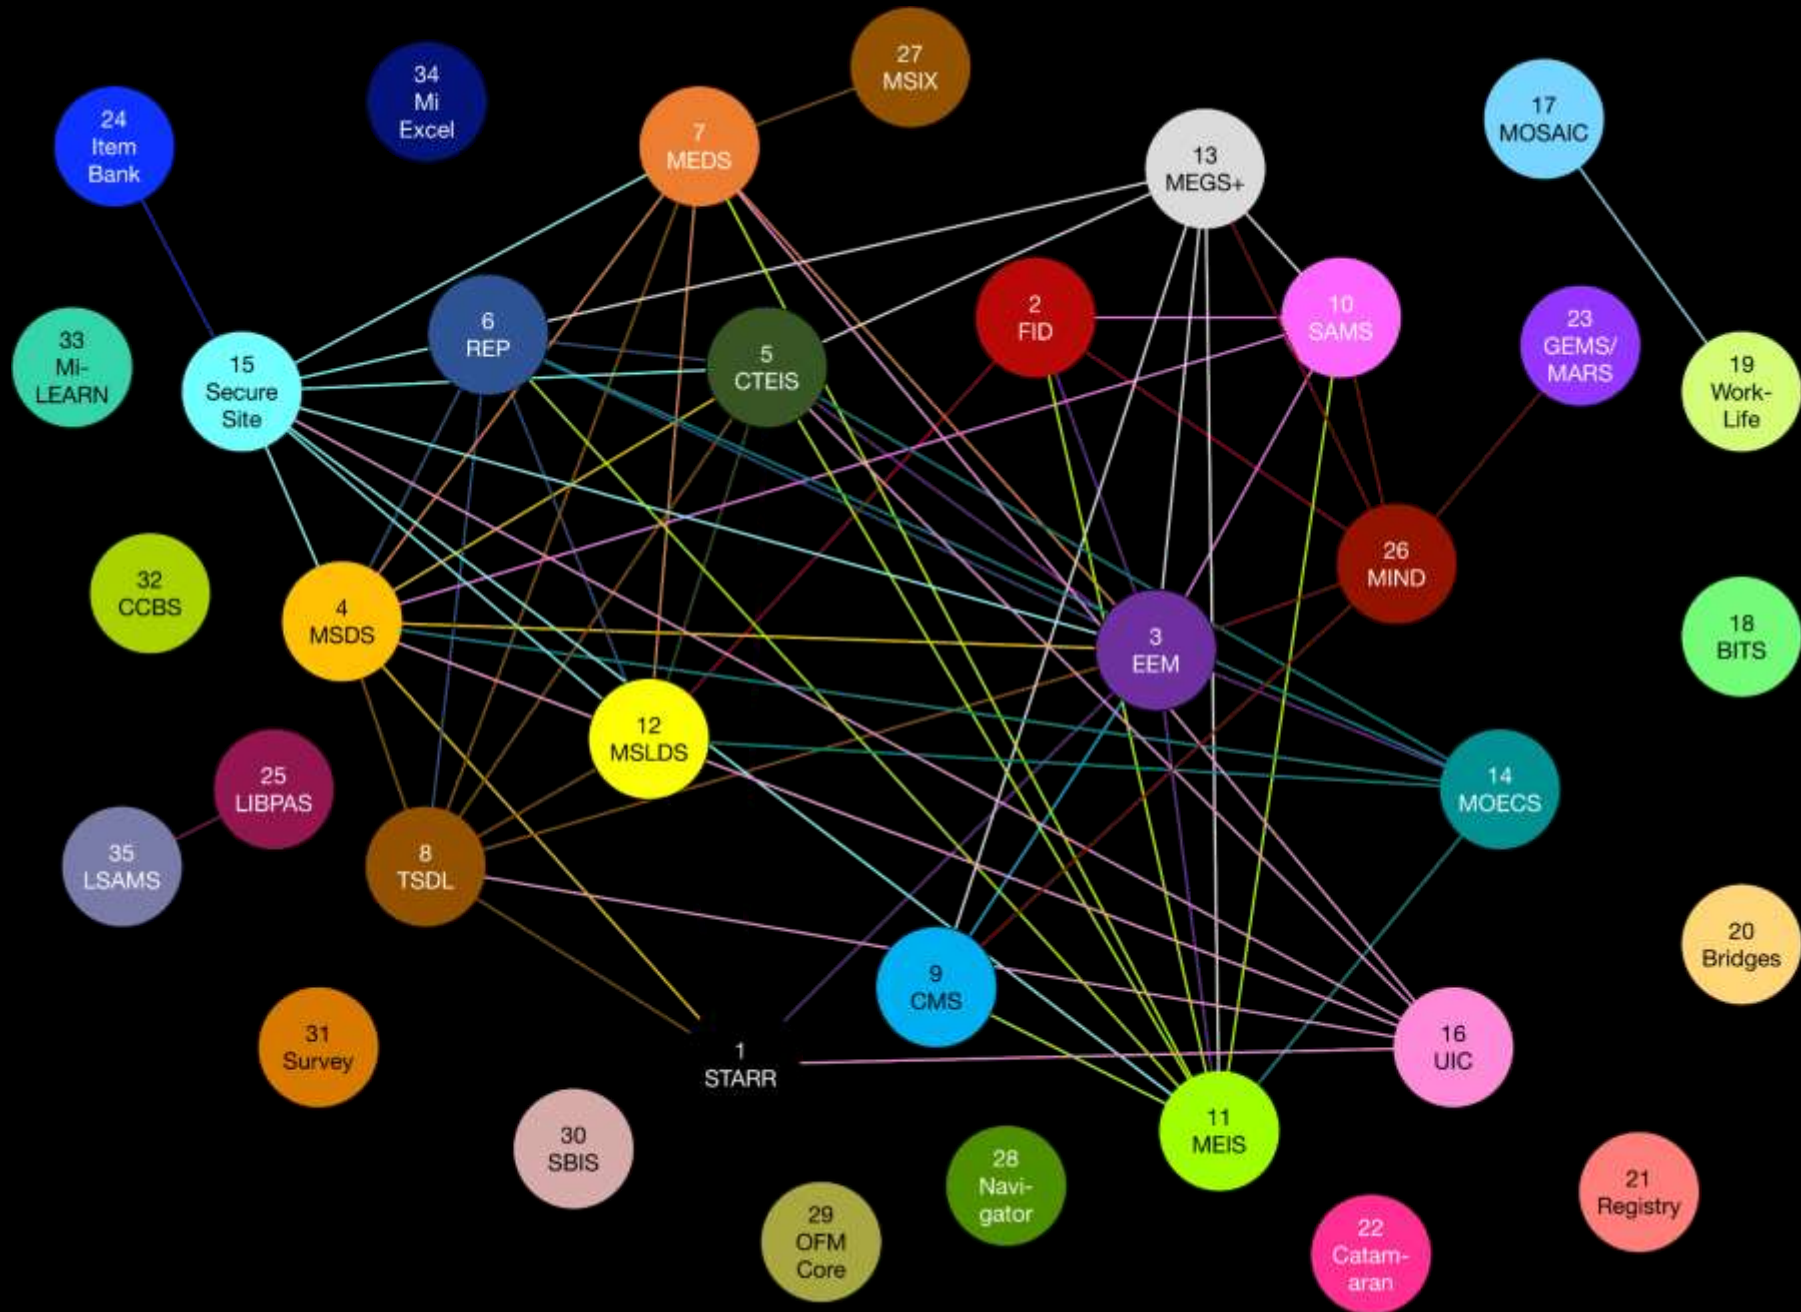 27
MSIX
34
Mi
Excel
24
Item
Bank
7
MEDS
13
MEGS+
17
MOSAIC
33
Mi-
LEARN
15
Secure
Site
6
REP
5
CTEIS
2
FID
10
SAMS
23
GEMS/
MARS
19
Work-
Life
32
CCBS
4
MSDS
12
MSLDS
3
EEM
26
MIND
18
BITS
25
LIBPAS
35
LSAMS
8
TSDL
14
MOECS
20
Bridges
31
Survey
1
STARR
9
CMS
16
UIC
30
SBIS
29
OFM
Core
28
Navi-
gator
11
MEIS
22
Catam-
aran
21
Registry